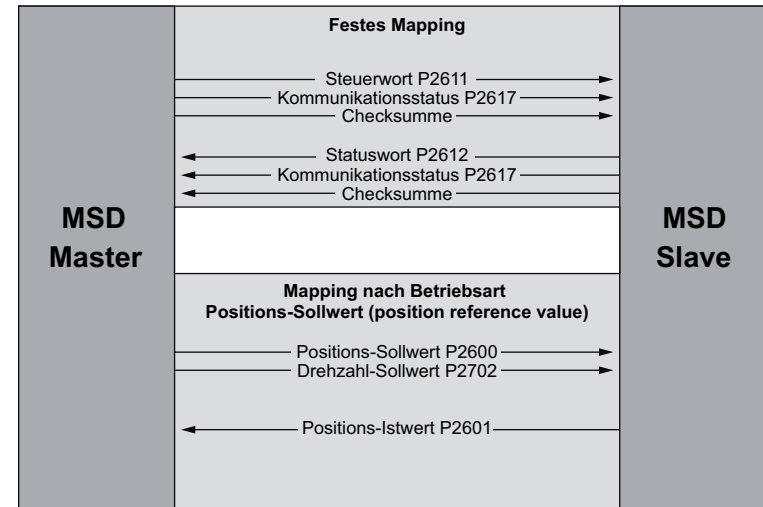 Festes Mapping
Steuerwort P2611
Kommunikationsstatus P2617
Checksumme
Statuswort P2612
Kommunikationsstatus P2617
Checksumme
MSD
Master
MSD
Slave
Mapping nach Betriebsart
Positions-Sollwert (position reference value)
Positions-Sollwert P2600
Drehzahl-Sollwert P2702
Positions-Istwert P2601